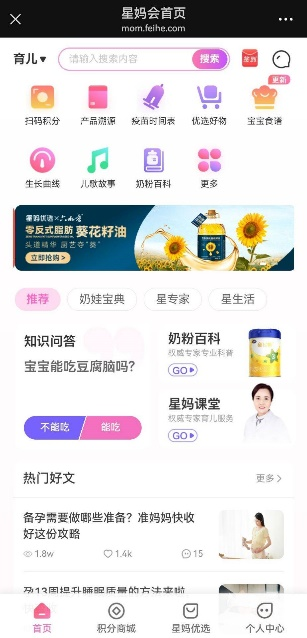 星妈会首页
mom.feihe.com
育儿
请输入搜索内容
搜索
更新
扫码积分
产品溯源
疫苗时间表
优选好物
宝宝食谱
生长曲线
儿歌故事
奶粉百科
更多
星妈优选×六西哥
零反式脂肪 葵花籽油
头道精华 厨艺夺“葵”
立即抢购 >
推荐
奶娃宝典
星专家
星生活
知识问答
宝宝能吃豆腐脑吗?
不能吃
能吃
奶粉百科
权威专家专业科普
GO
星妈课堂
权威专家育儿服务
GO
热门好文
更多 >
备孕需要做哪些准备？准妈妈快收
好这份攻略
1.8w
1.4k
15
孕13周提升睡眠质量的方法来啦
首页
积分商城
星妈优选
个人中心